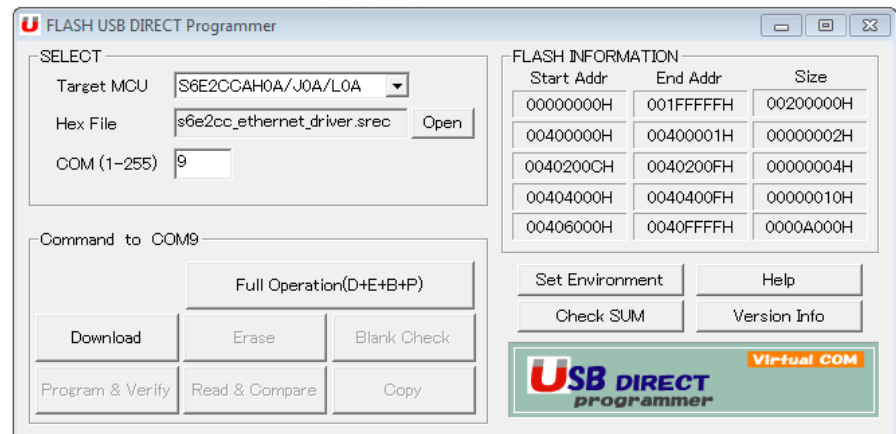 FLASH USB DIRECT Programmer
SELECT
Target MCU S6E2CCAH0A/J0A/L0A
Hex File s6e2cc_ethernet_driver.srec Open
COM (1-255) 9
Command to COM9
Full Operation(D+E+B+P)
Download Erase Blank Check
Program & Verify Read & Compare Copy
FLASH INFORMATION
Start Addr End Addr Size
00000000H 001FFFFFH 00200000H
00400000H 00400001H 00000002H
0040200CH 0040200FH 00000004H
00404000H 0040400FH 00000010H
00406000H 0040FFFFH 0000A000H
Set Environment Help
Check SUM Version Info
Virtual COM
USB DIRECT
programmer